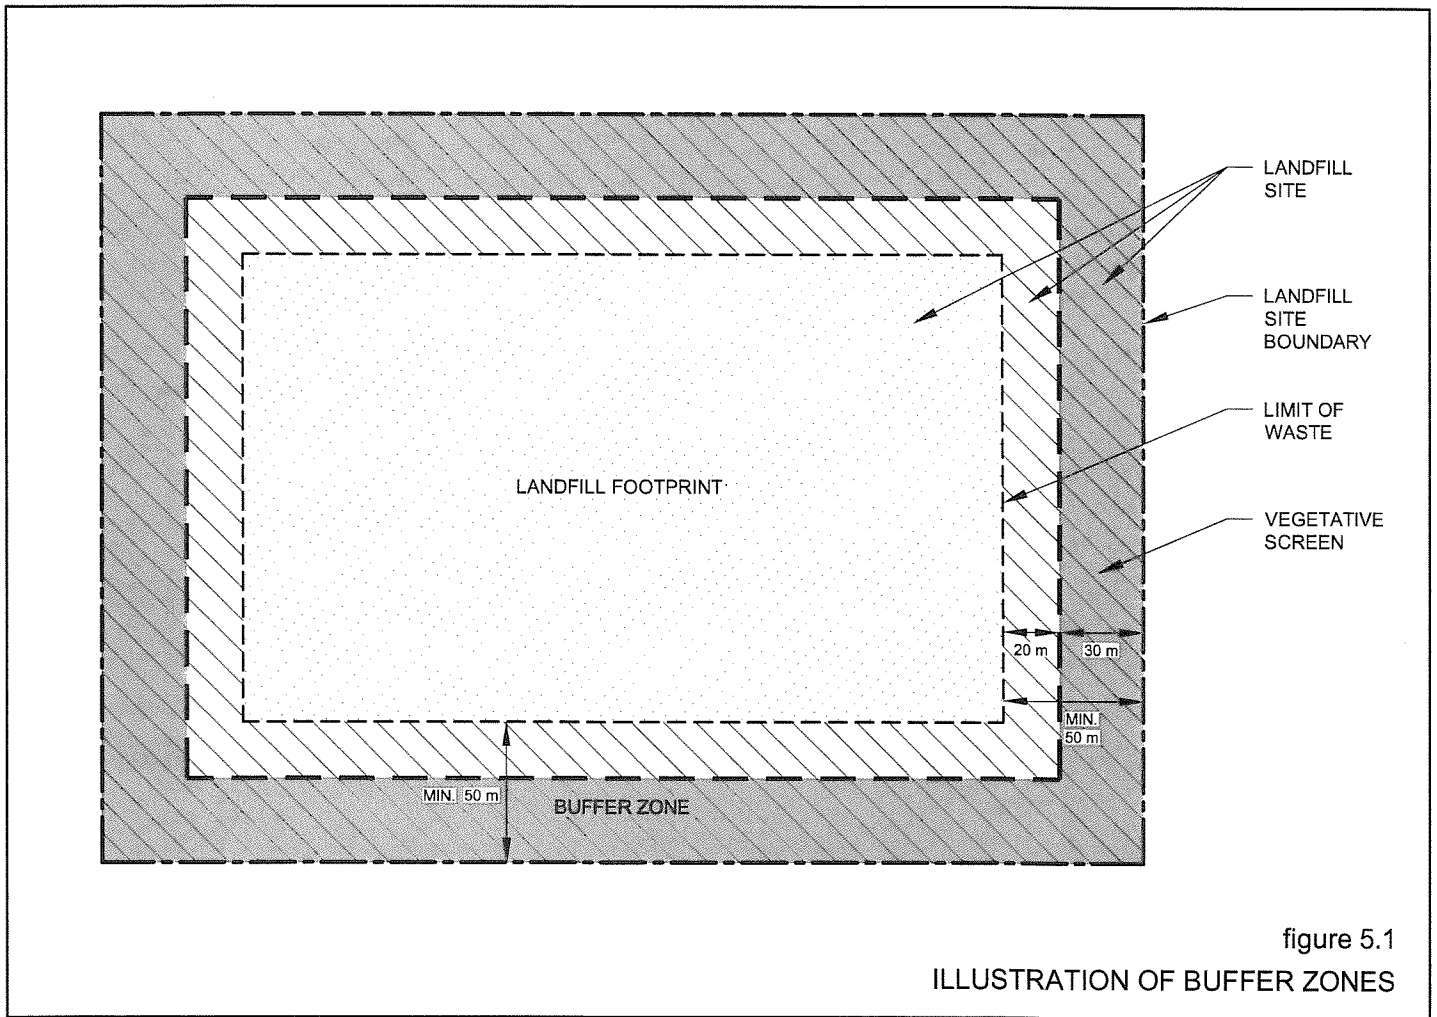 LANDFILL
SITE
LANDFILL
SITE
BOUNDARY
LIMIT OF
WASTE
LANDFILL FOOTPRINT
VEGETATIVE
SCREEN
20 m
30 m
MIN.
50 m
MIN. 50 m
BUFFER ZONE
figure 5.1
ILLUSTRATION OF BUFFER ZONES